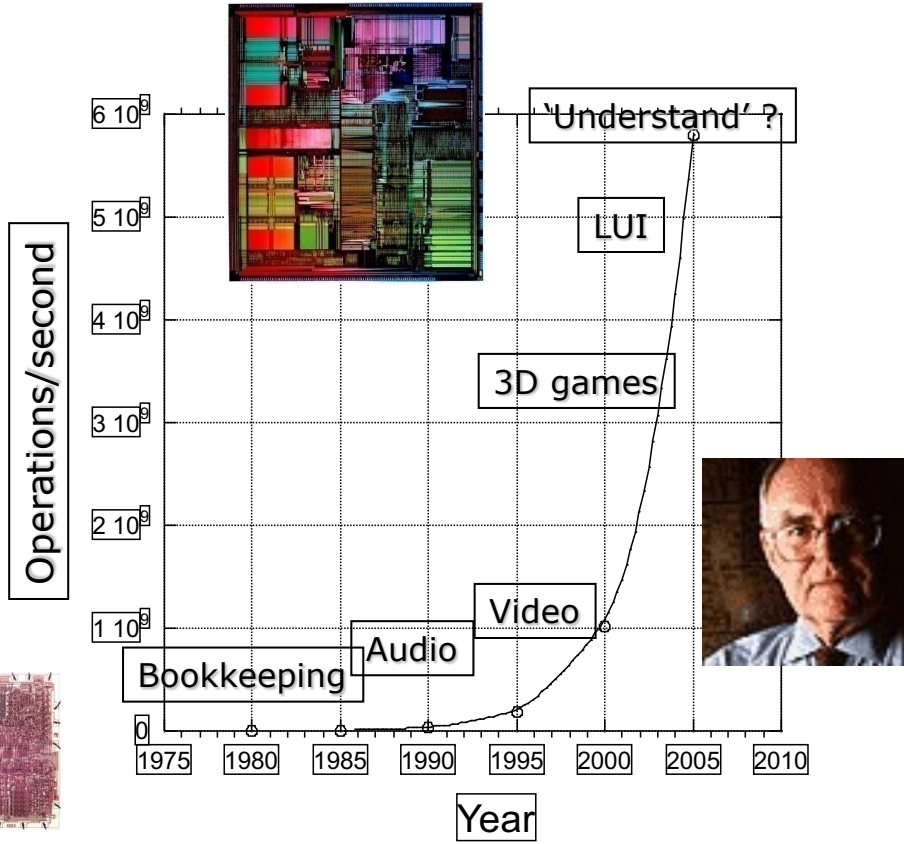 ‘Understand’ ?
6 10⁹
5 10⁹
LUI
4 10⁹
3D games
3 10⁹
2 10⁹
Operations/second
1 10⁹
Video
Audio
Bookkeeping
0
1975 1980 1985 1990 1995 2000 2005 2010
Year